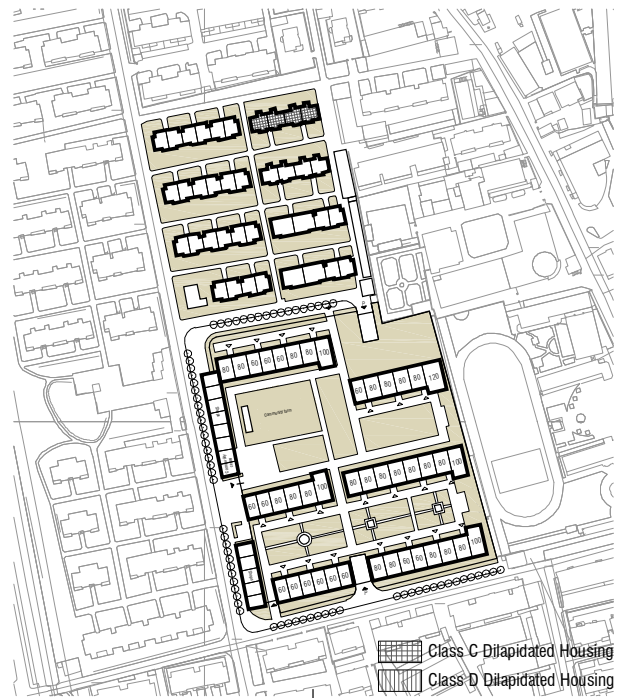 80 80 60 60 60 80 80 100
60 80 80 80 80 120
80 80 80 80 80 80 80 100
60 60 80 80 80 100
80 80 80 80 80 80 80 100
60 60 60 60 60 60
Class C Dilapidated Housing
Class D Dilapidated Housing